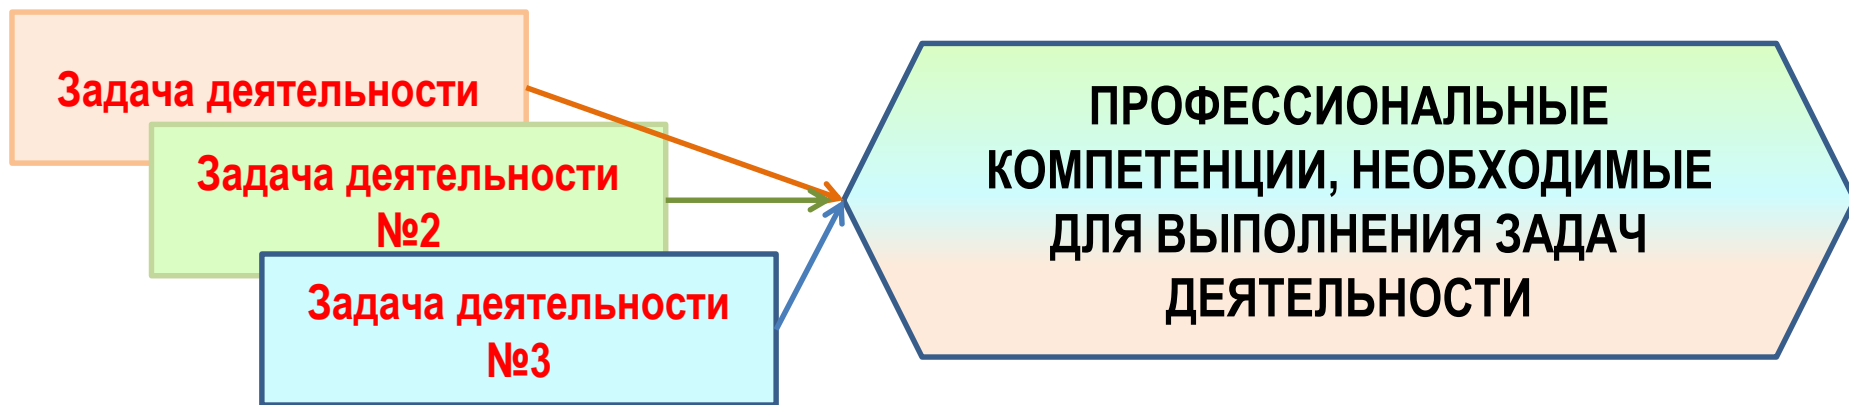 Задача деятельности
Задача деятельности
№2
Задача деятельности
№3
ПРОФЕССИОНАЛЬНЫЕ
КОМПЕТЕНЦИИ, НЕОБХОДИМЫЕ
ДЛЯ ВЫПОЛНЕНИЯ ЗАДАЧ
ДЕЯТЕЛЬНОСТИ